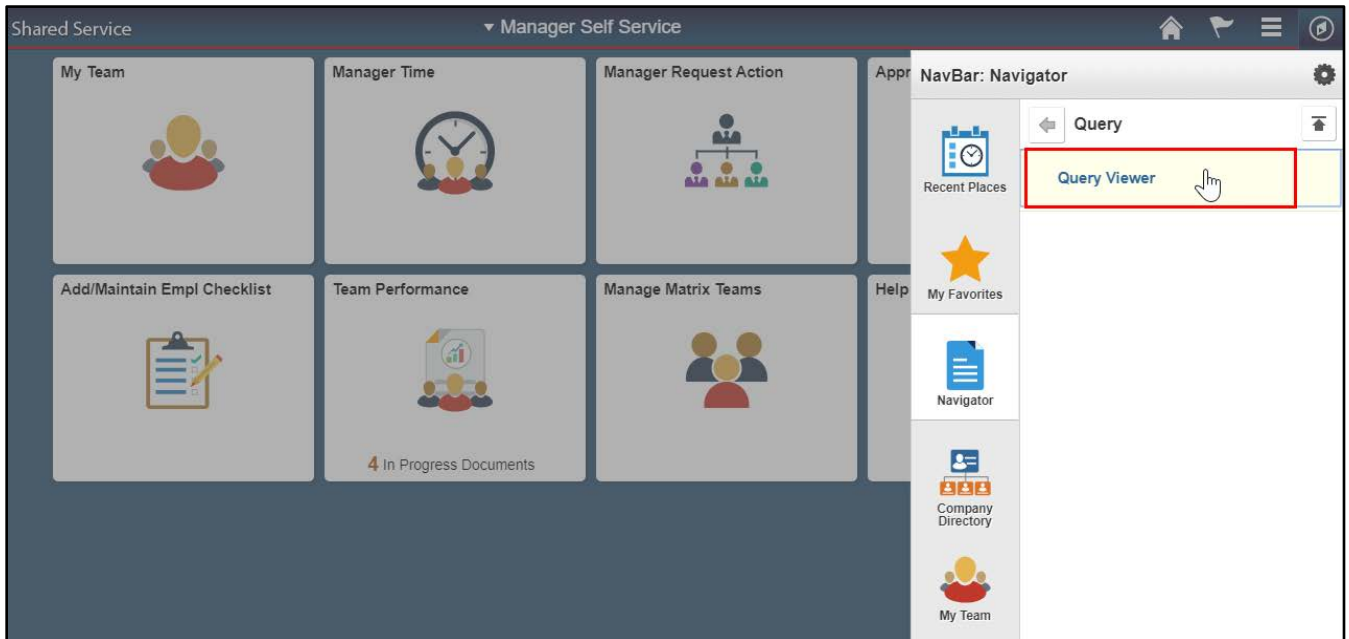 Shared Service
Manager Self Service
My Team
Manager Time
Manager Request Action
Appr
NavBar: Navigator
Recent Places
Query
Query Viewer
My Favorites
Add/Maintain Empl Checklist
Team Performance
4 In Progress Documents
Manage Matrix Teams
Help
Navigator
Company
Directory
My Team